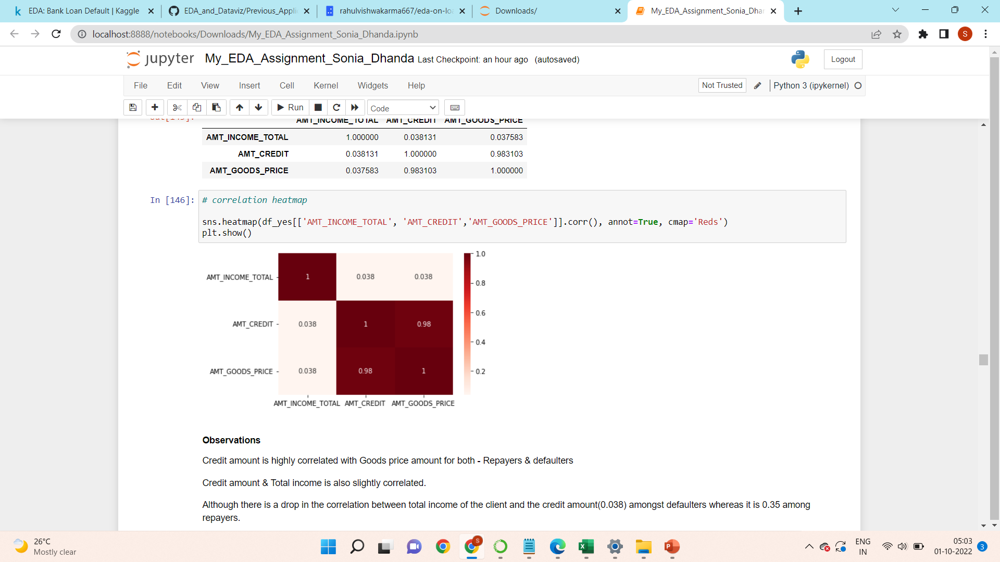 EDA: Bank Loan Default | Kaggle
EDA_and_Dataviz/Previous_Applic
rahulvishwakarma667/eda-on-loa
Downloads/
My_EDA_Assignment_Sonia_Dhan
localhost:8888/notebooks/Downloads/My_EDA_Assignment_Sonia_Dhanda.ipynb
S
jupyter My_EDA_Assignment_Sonia_Dhanda Last Checkpoint: an hour ago (autosaved)
Logout
File Edit View Insert Cell Kernel Widgets Help
Not Trusted
Python 3 (ipykernel)
Run
Code
AMT_INCOME_TOTAL AMT_CREDIT AMT_GOODS_PRICE
AMT_INCOME_TOTAL 1.000000 0.038131 0.037583
AMT_CREDIT 0.038131 1.000000 0.983103
AMT_GOODS_PRICE 0.037583 0.983103 1.000000
In [146]: # correlation heatmap
sns.heatmap(df_yes[['AMT_INCOME_TOTAL', 'AMT_CREDIT','AMT_GOODS_PRICE']].corr(), annot=True, cmap='Reds')
plt.show()
1.0
AMT_INCOME_TOTAL 1 0.038 0.038
0.8
0.6
AMT_CREDIT 0.038 1 0.98
0.4
AMT_GOODS_PRICE 0.038 0.98 1
0.2
AMT_INCOME_TOTAL AMT_CREDIT AMT_GOODS_PRICE
Observations
Credit amount is highly correlated with Goods price amount for both - Repayers & defaulters
Credit amount & Total income is also slightly correlated.
Although there is a drop in the correlation between total income of the client and the credit amount(0.038) amongst defaulters whereas it is 0.35 among
repayers.
26°C
Mostly clear
S
ENG
IN
05:03
01-10-2022
3